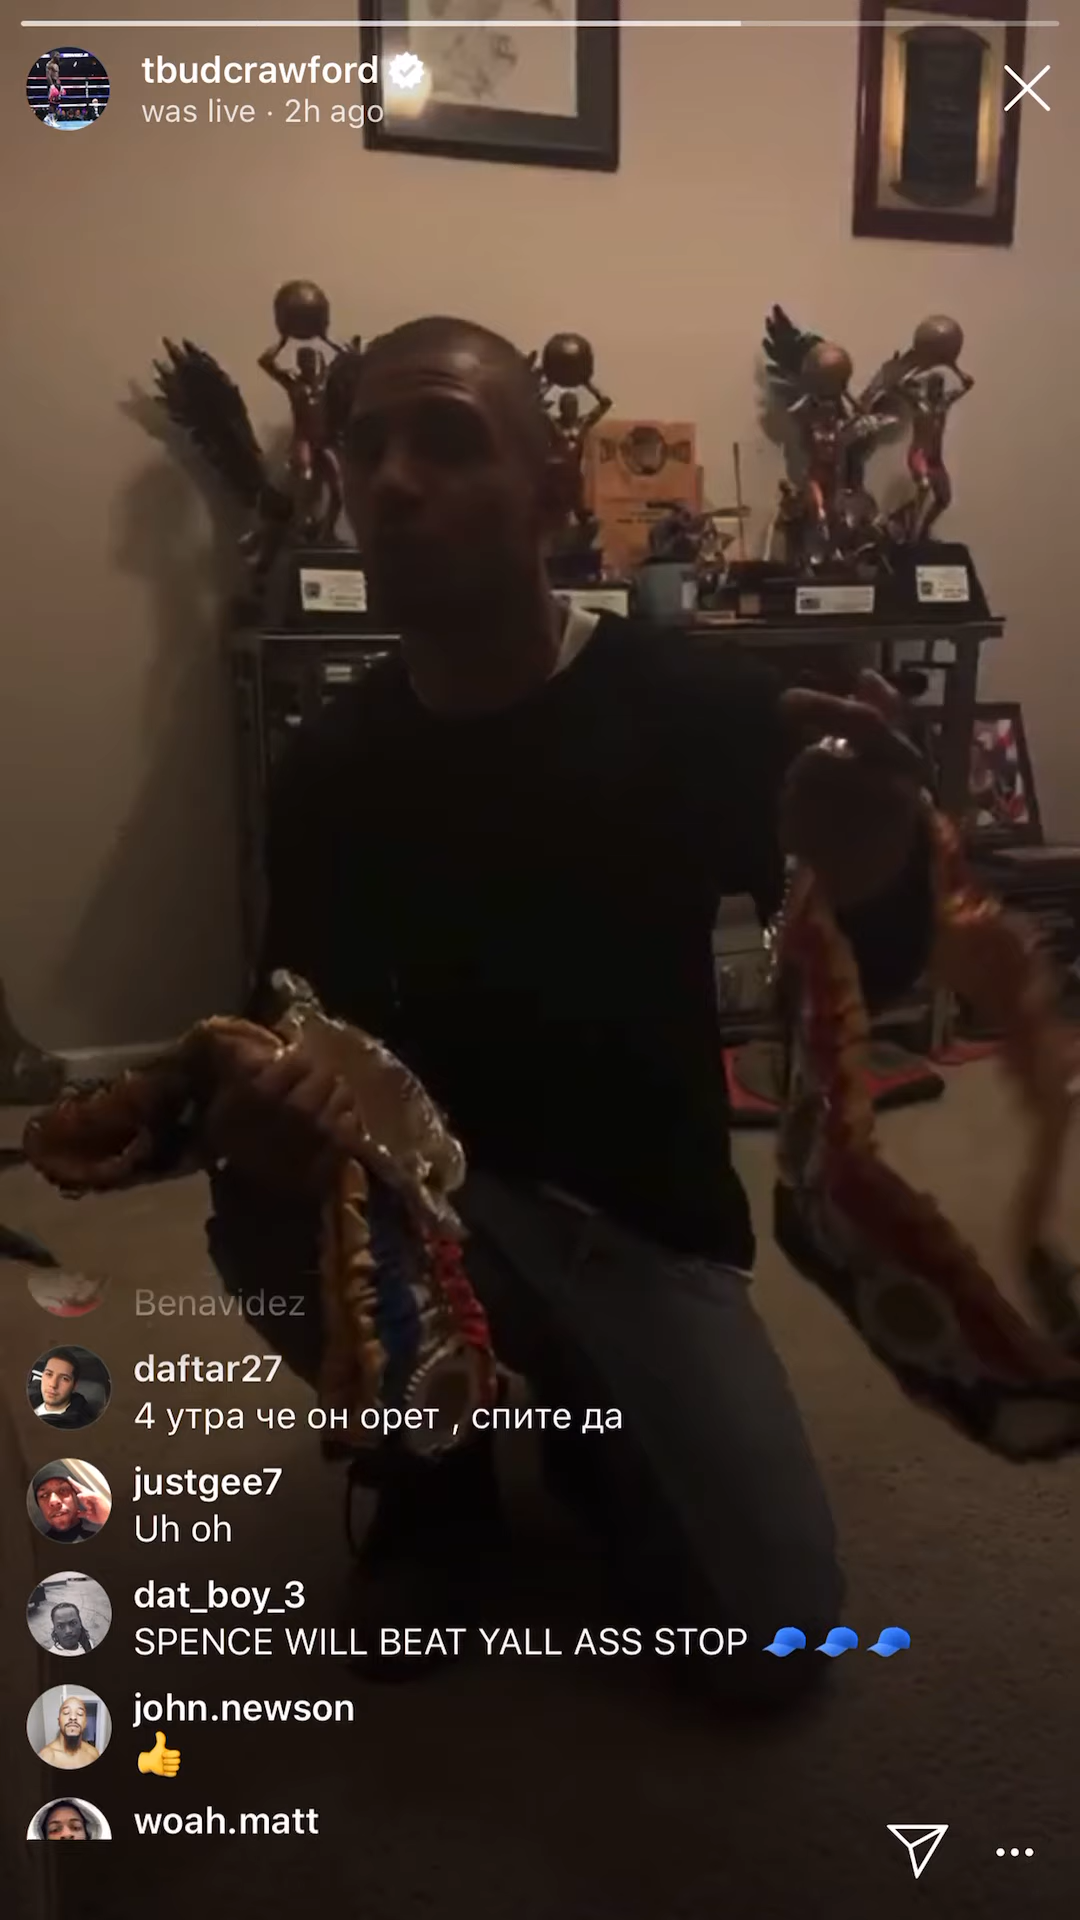 tbudcrawford
was live · 2h ago
Benavidez
daftar27
4 утра че он орет , спите да
justgee7
Uh oh
dat_boy_3
SPENCE WILL BEAT YALL ASS STOP 🧢🧢🧢
john.newson
👍
woah.matt